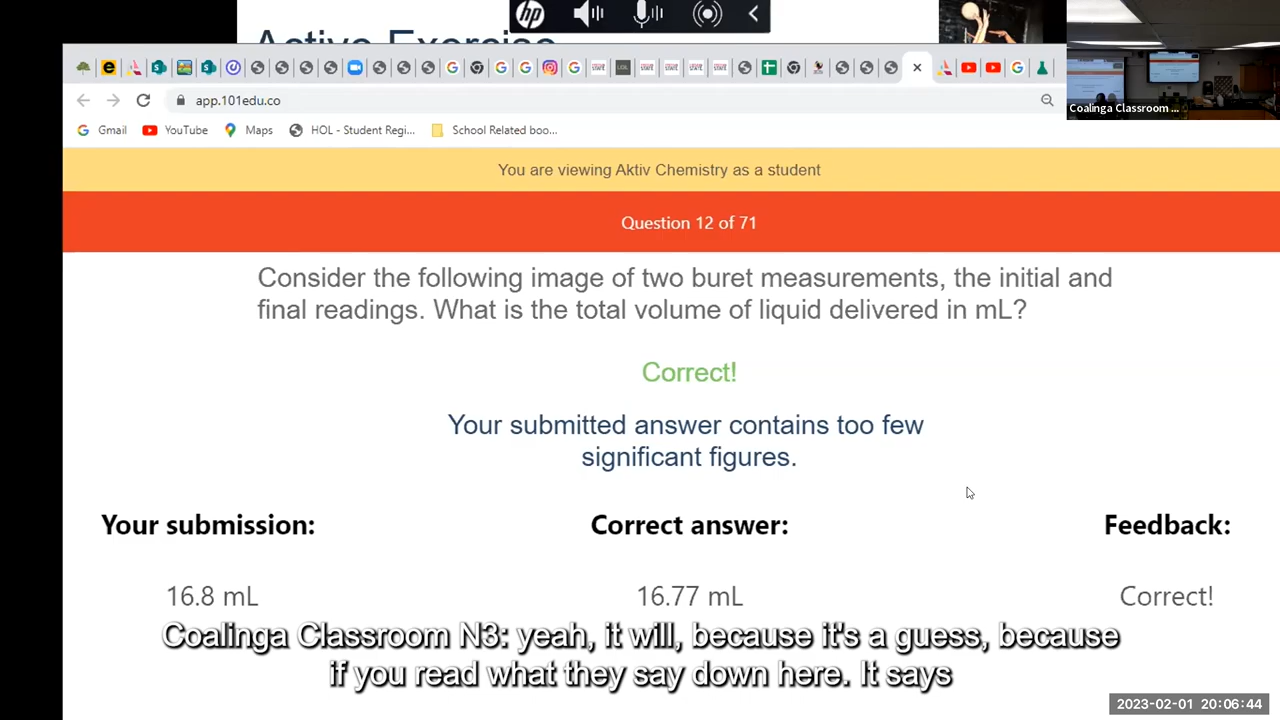 Active Exercise
app.101edu.co
Coalinga Classroom ...
Gmail
YouTube
Maps
HOL - Student Regi...
School Related boo...
You are viewing Aktiv Chemistry as a student
Question 12 of 71
Consider the following image of two buret measurements, the initial and
final readings. What is the total volume of liquid delivered in mL?
Correct!
Your submitted answer contains too few
significant figures.
Your submission:
Correct answer:
Feedback:
16.8 mL
16.77 mL
Correct!
Coalinga Classroom N3: yeah, it will, because it's a guess, because
if you read what they say down here. It says
2023-02-01 20:06:44